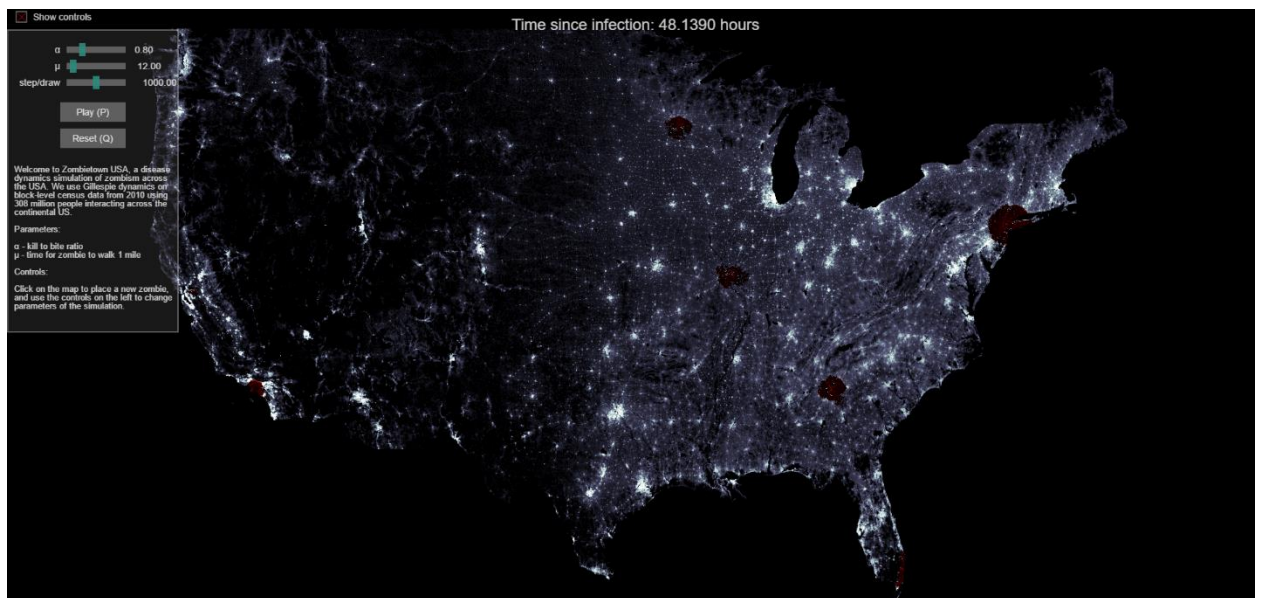 Show controls
Time since infection: 48.1390 hours
α 0.80
μ 12.00
step/draw 1000.00
Play (P)
Reset (Q)
Welcome to Zombietown USA, a disease
dynamics simulation of zombism across
the USA. We use Gillespie dynamics on
block-level census data from 2010 using
308 million people interacting across the
continental US.
Parameters:
α - kill to bite ratio
μ - time for zombie to walk 1 mile
Controls:
Click on the map to place a new zombie,
and use the controls on the left to change
parameters of the simulation.